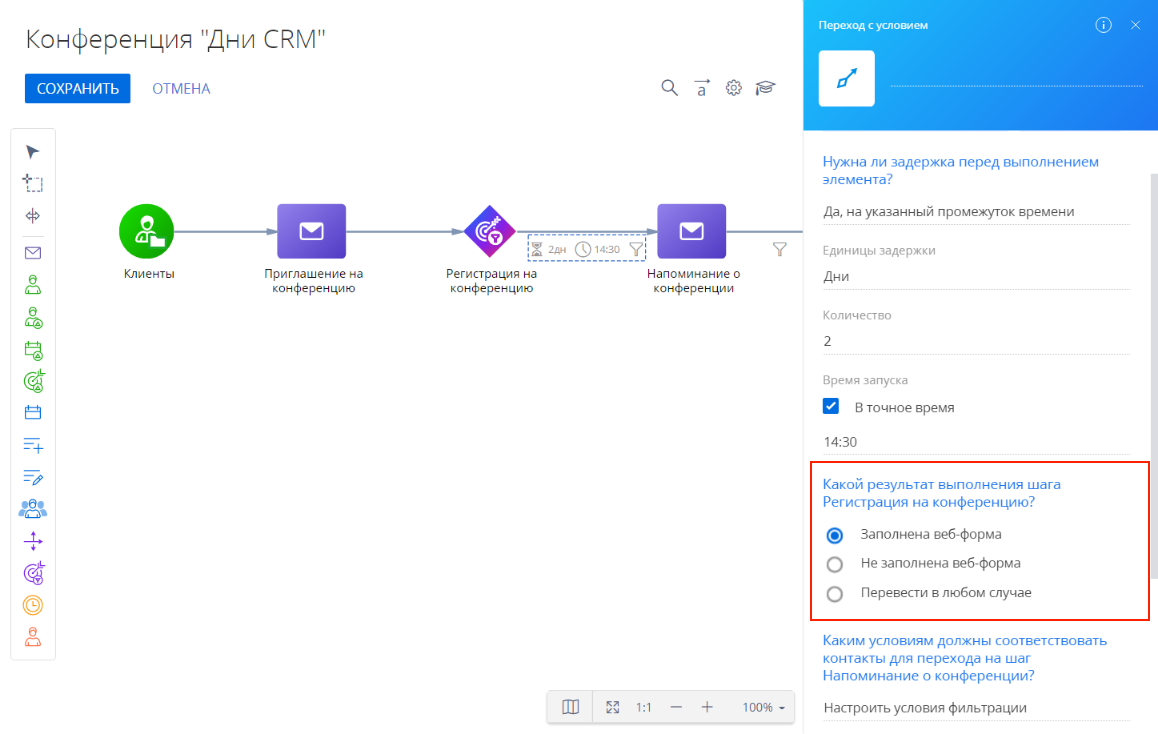 Конференция "Дни CRM"
СОХРАНИТЬ
ОТМЕНА
a
Клиенты
Приглашение на
конференцию
Регистрация на
конференцию
2дн
14:30
Напоминание о
конференции
1:1
100%
Переход с условием
Нужна ли задержка перед выполнением
элемента?
Да, на указанный промежуток времени
Единицы задержки
Дни
Количество
2
Время запуска
В точное время
14:30
Какой результат выполнения шага
Регистрация на конференцию?
Заполнена веб-форма
Не заполнена веб-форма
Перевести в любом случае
Каким условиям должны соответствовать
контакты для перехода на шаг
Напоминание о конференции?
Настроить условия фильтрации